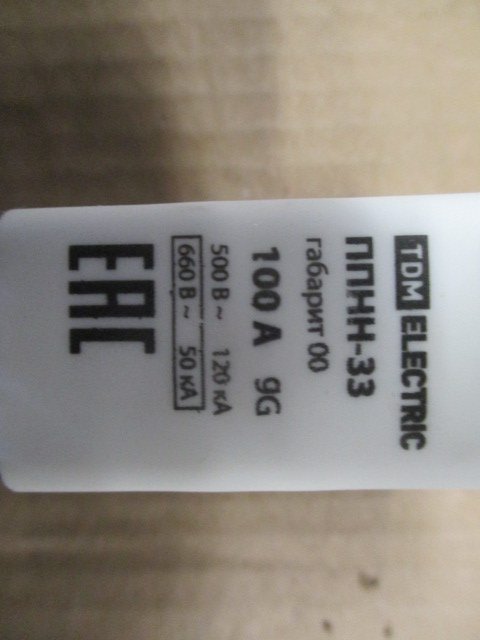 TDM ELECTRIC
ППНН-33
габарит 00
100 А gG
500 В ~ 120 кА
660 В ~ 50 кА
EAC